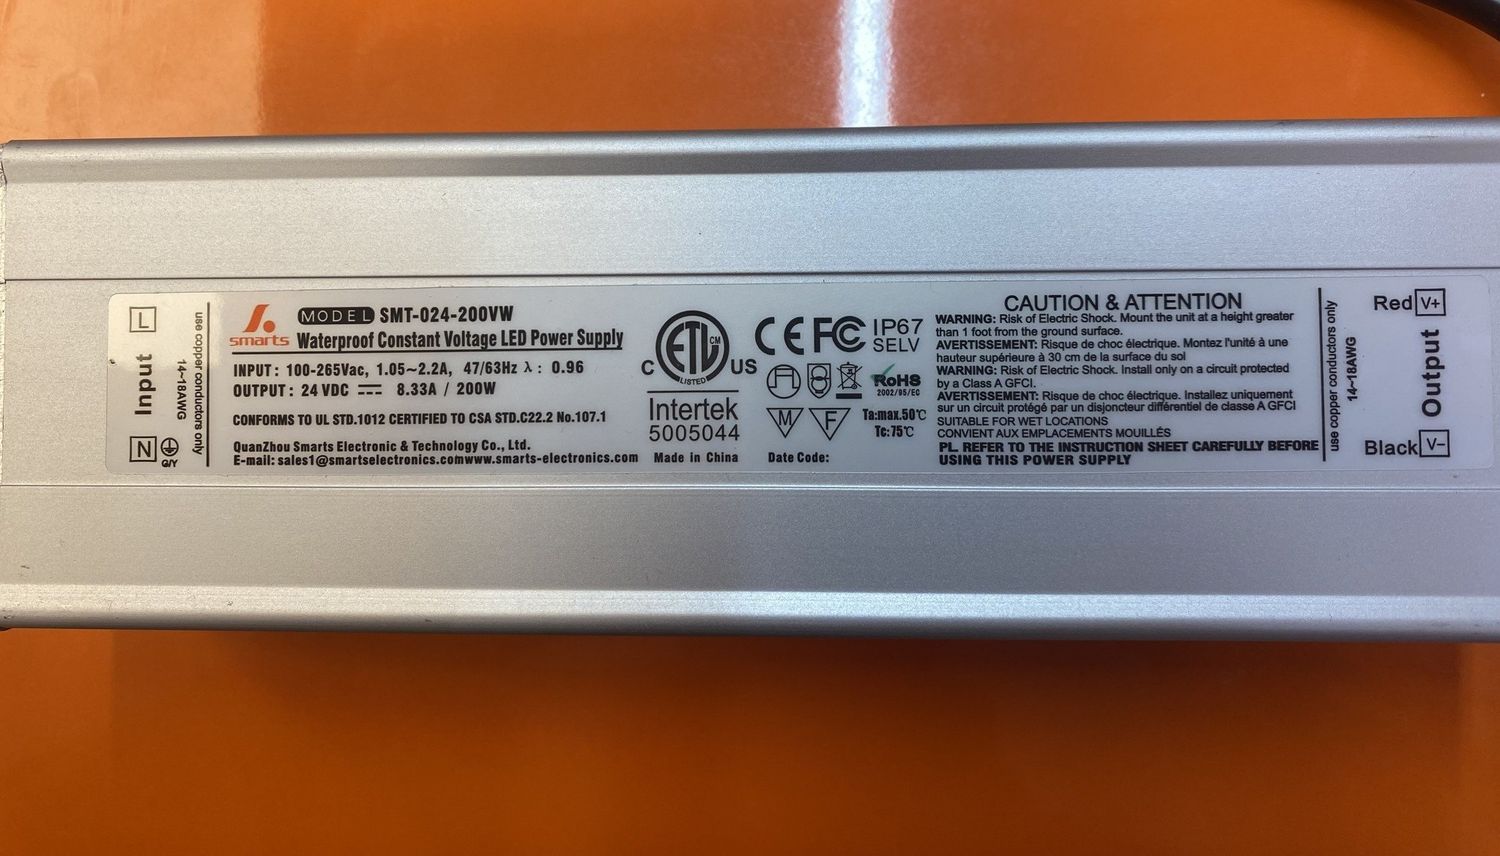 L
Input
N
G/Y
use copper conductors only
14-18AWG
smarts
MODEL SMT-024-200VW
Waterproof Constant Voltage LED Power Supply
INPUT: 100-265Vac, 1.05~2.2A, 47/63Hz λ: 0.96
OUTPUT: 24 VDC ⎓ 8.33A / 200W
CONFORMS TO UL STD.1012 CERTIFIED TO CSA STD.C22.2 No.107.1
QuanZhou Smarts Electronic & Technology Co., Ltd.
E-mail: sales1@smartselectronics.comwww.smarts-electronics.com
C ETL CM LISTED US
Intertek
5005044
Made in China
CE FC
IP67
SELV
RoHS
2002/95/EC
M
F
Ta:max.50℃
Tc:75℃
Date Code:
CAUTION & ATTENTION
WARNING: Risk of Electric Shock. Mount the unit at a height greater
than 1 foot from the ground surface.
AVERTISSEMENT: Risque de choc électrique. Montez l'unité à une
hauteur supérieure à 30 cm de la surface du sol
WARNING: Risk of Electric Shock. Install only on a circuit protected
by a Class A GFCI.
AVERTISSEMENT: Risque de choc électrique. Installez uniquement
sur un circuit protégé par un disjoncteur différentiel de classe A GFCI
SUITABLE FOR WET LOCATIONS
CONVIENT AUX EMPLACEMENTS MOUILLÉS
PL REFER TO THE INSTRUCTION SHEET CAREFULLY BEFORE
USING THIS POWER SUPPLY
use copper conductors only
14~18AWG
Red V+
Output
Black V-